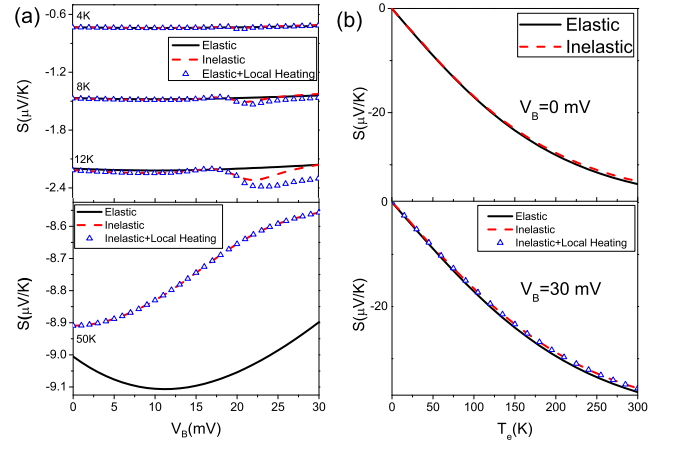 (a)
-0.6
4K
Elastic
Inelastic
Elastic+Local Heating
-1.2
8K
S(μV/K)
-1.8
12K
-2.4
Elastic
Inelastic
Inelastic+Local Heating
-8.6
-8.7
-8.8
S(μV/K)
-8.9
50K
-9.0
-9.1
0 5 10 15 20 25 30
V_B(mV)
(b)
0
Elastic
Inelastic
S(μV/K)
-20
V_B=0 mV
0
Elastic
Inelastic
Inelastic+Local Heating
S(μV/K)
-20
V_B=30 mV
0 50 100 150 200 250 300
T_e(K)